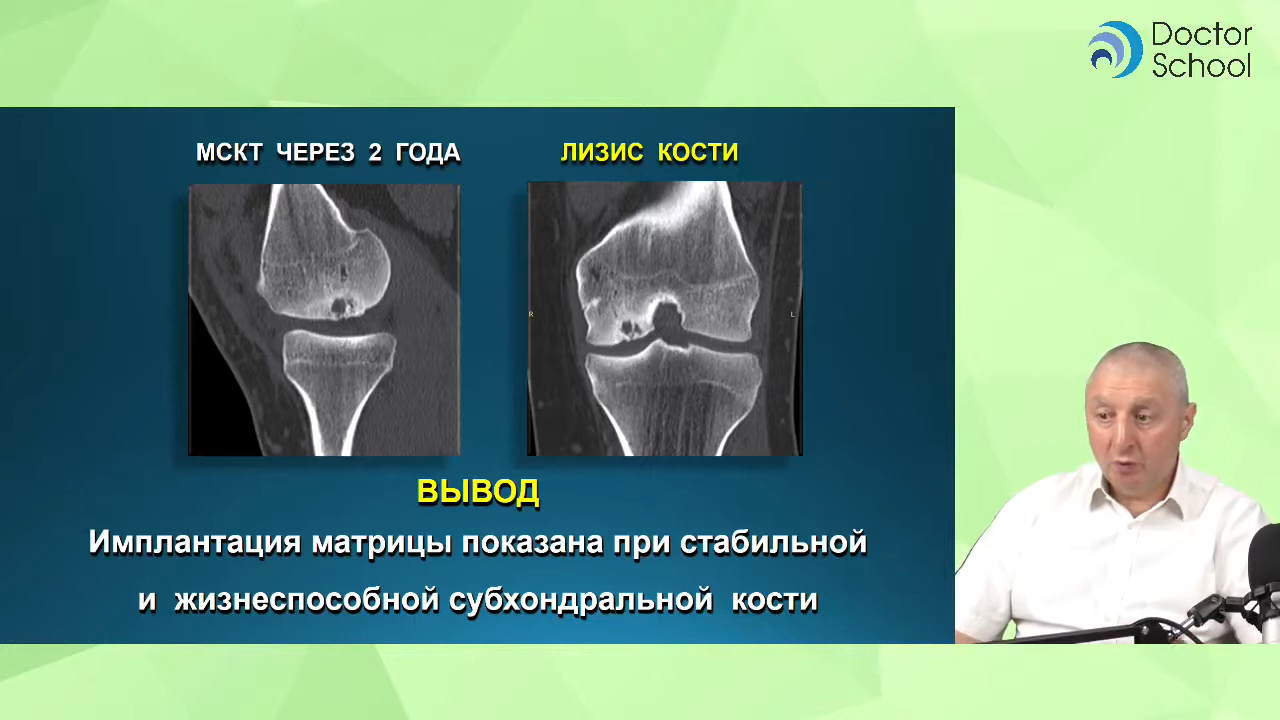 Doctor
School
МСКТ ЧЕРЕЗ 2 ГОДА
ЛИЗИС КОСТИ
R
L
ВЫВОД
Имплантация матрицы показана при стабильной
и жизнеспособной субхондральной кости